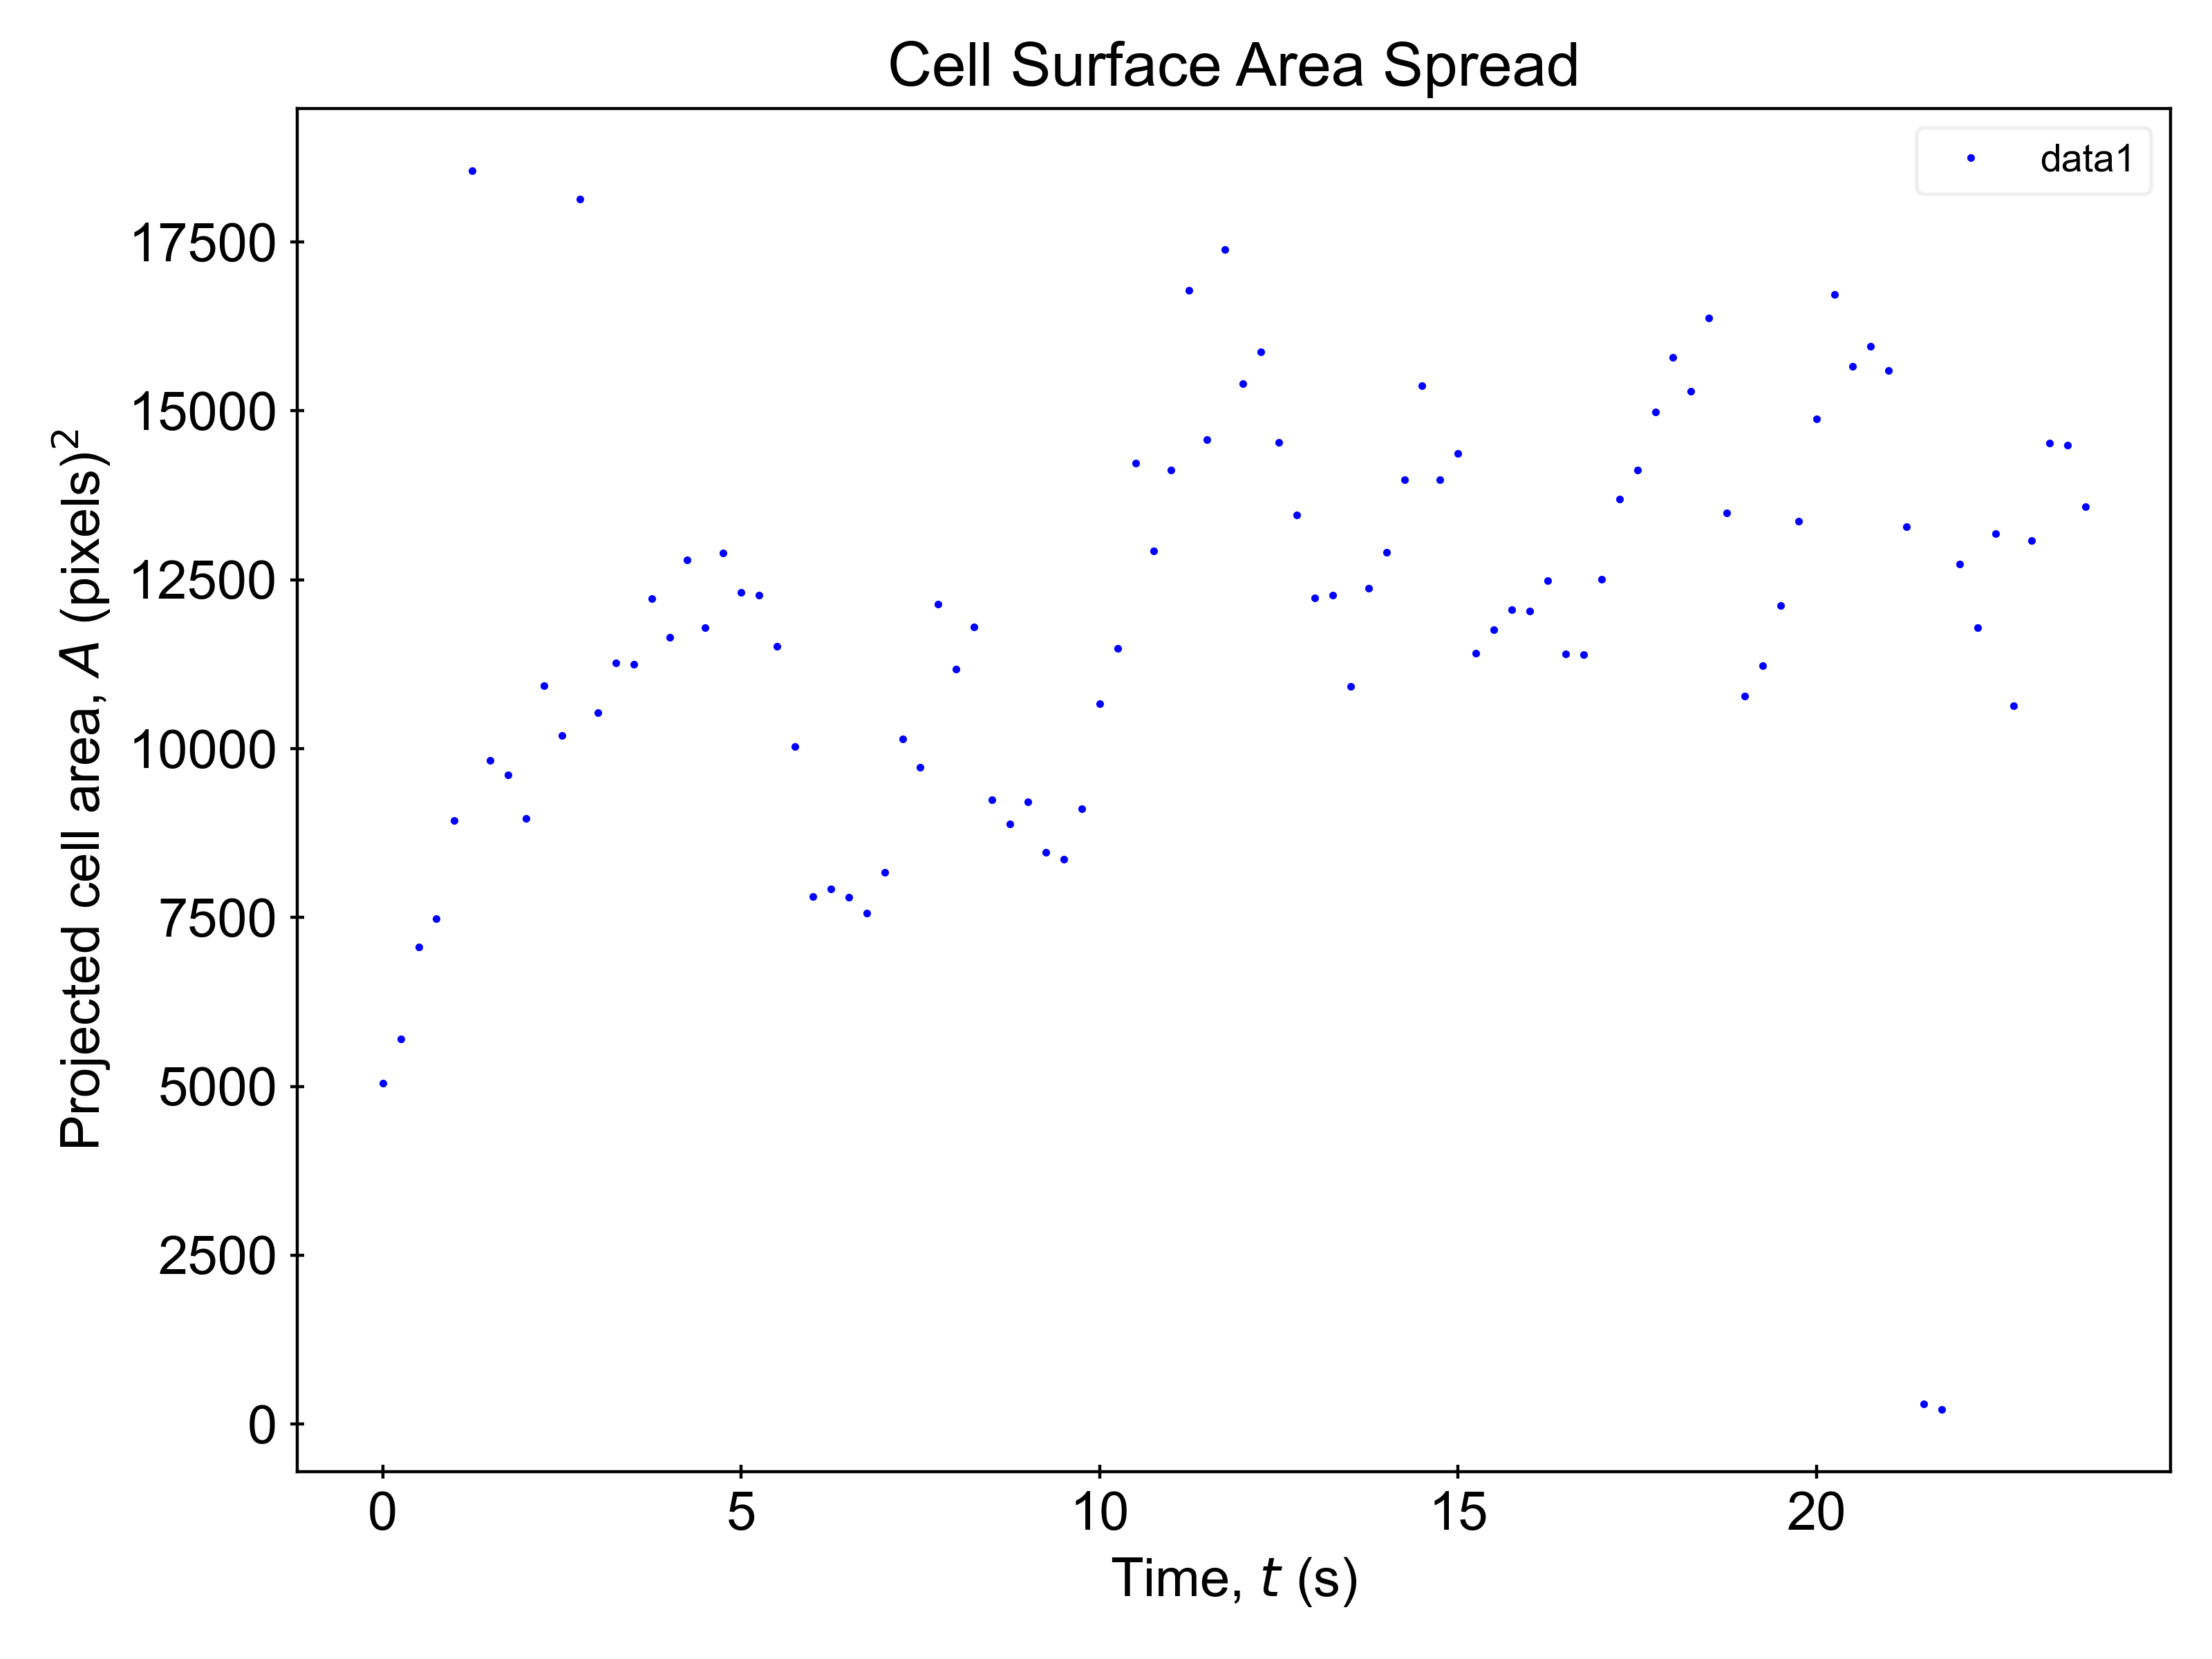 Cell Surface Area Spread
data1
17500
15000
12500
10000
7500
5000
2500
0
Projected cell area, A (pixels)²
0 5 10 15 20
Time, t (s)